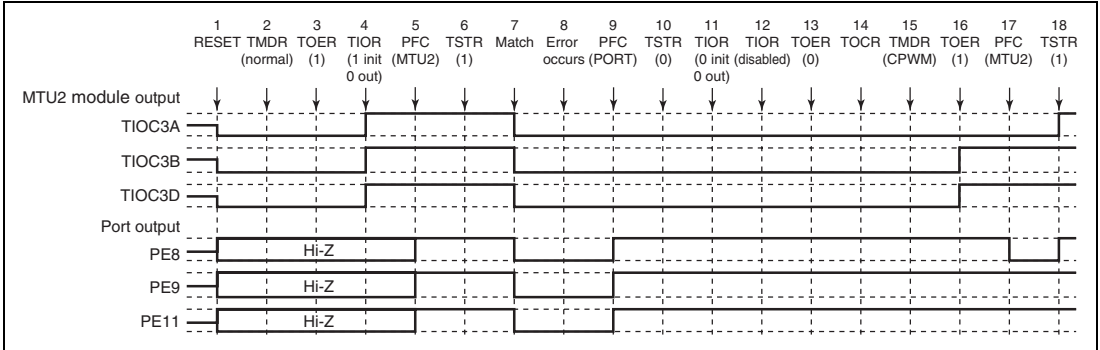 1 2 3 4 5 6 7 8 9 10 11 12 13 14 15 16 17 18
RESET TMDR TOER TIOR PFC TSTR Match Error PFC TSTR TIOR TIOR TOER TOCR TMDR TOER PFC TSTR
(normal) (1) (1 init (MTU2) (1) occurs (PORT) (0) (0 init (disabled) (0) (CPWM) (1) (MTU2) (1)
0 out) 0 out)
MTU2 module output
TIOC3A
TIOC3B
TIOC3D
Port output
PE8 Hi-Z
PE9 Hi-Z
PE11 Hi-Z